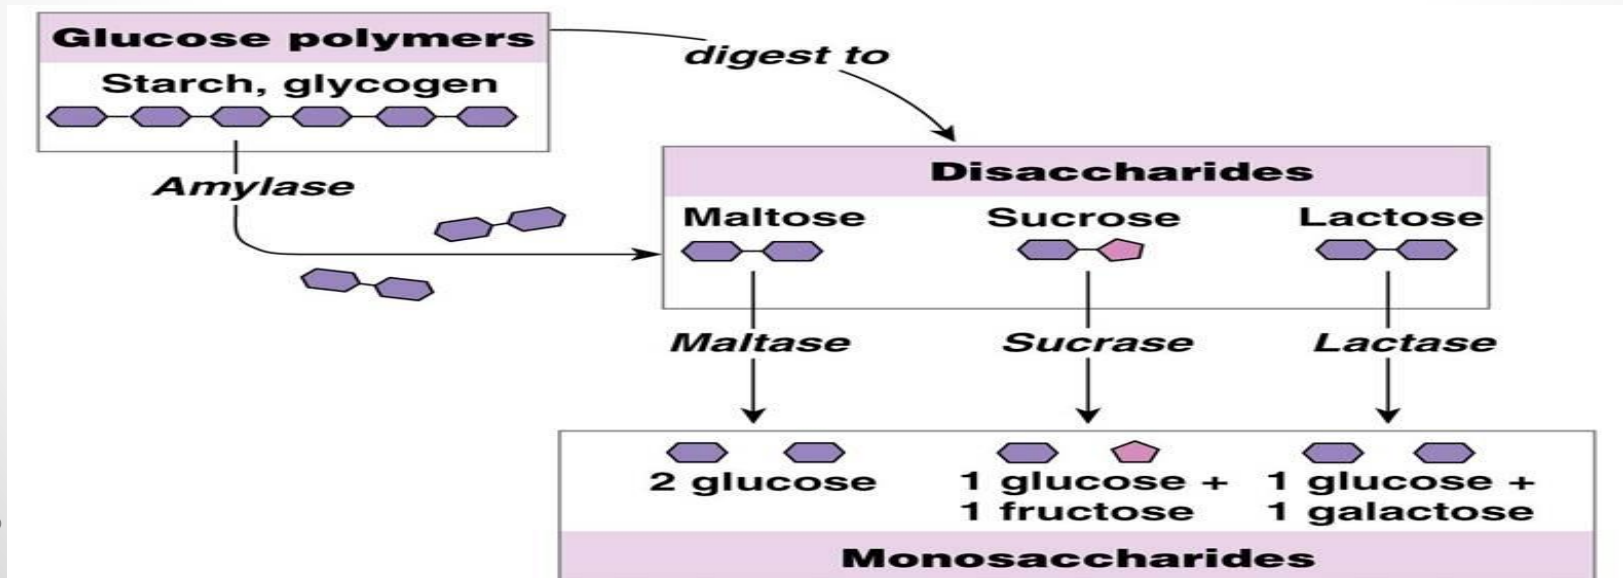 Glucose polymers
Starch, glycogen
digest to
Amylase
Disaccharides
Maltose Sucrose Lactose
Maltase Sucrase Lactase
2 glucose
1 glucose +
1 fructose
1 glucose +
1 galactose
Monosaccharides